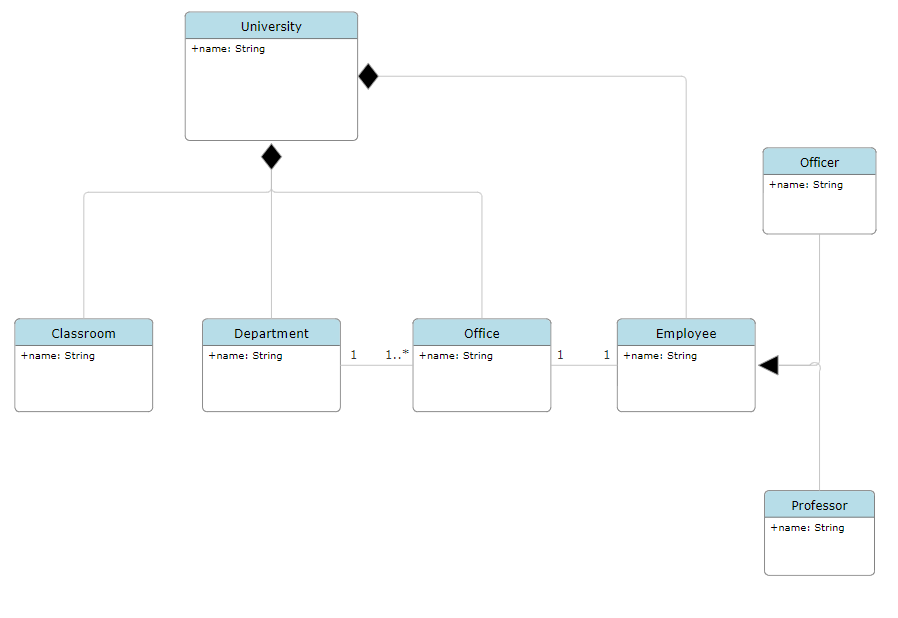 University
+name: String
Officer
+name: String
Classroom
+name: String
Department
+name: String
1
1..*
Office
+name: String
1
1
Employee
+name: String
Professor
+name: String